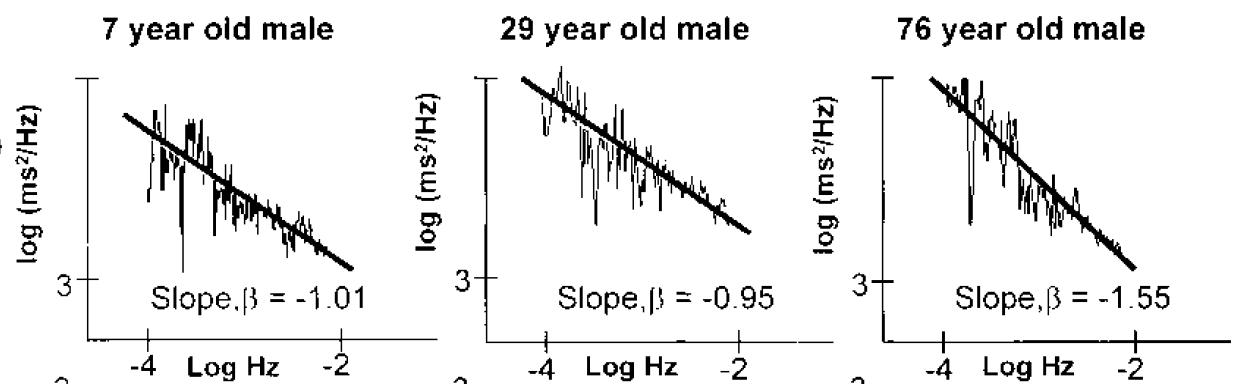 7 year old male
log (ms²/Hz)
3
Slope,β = -1.01
-4 Log Hz -2
29 year old male
log (ms²/Hz)
3
Slope,β = -0.95
-4 Log Hz -2
76 year old male
log (ms²/Hz)
3
Slope,β = -1.55
-4 Log Hz -2